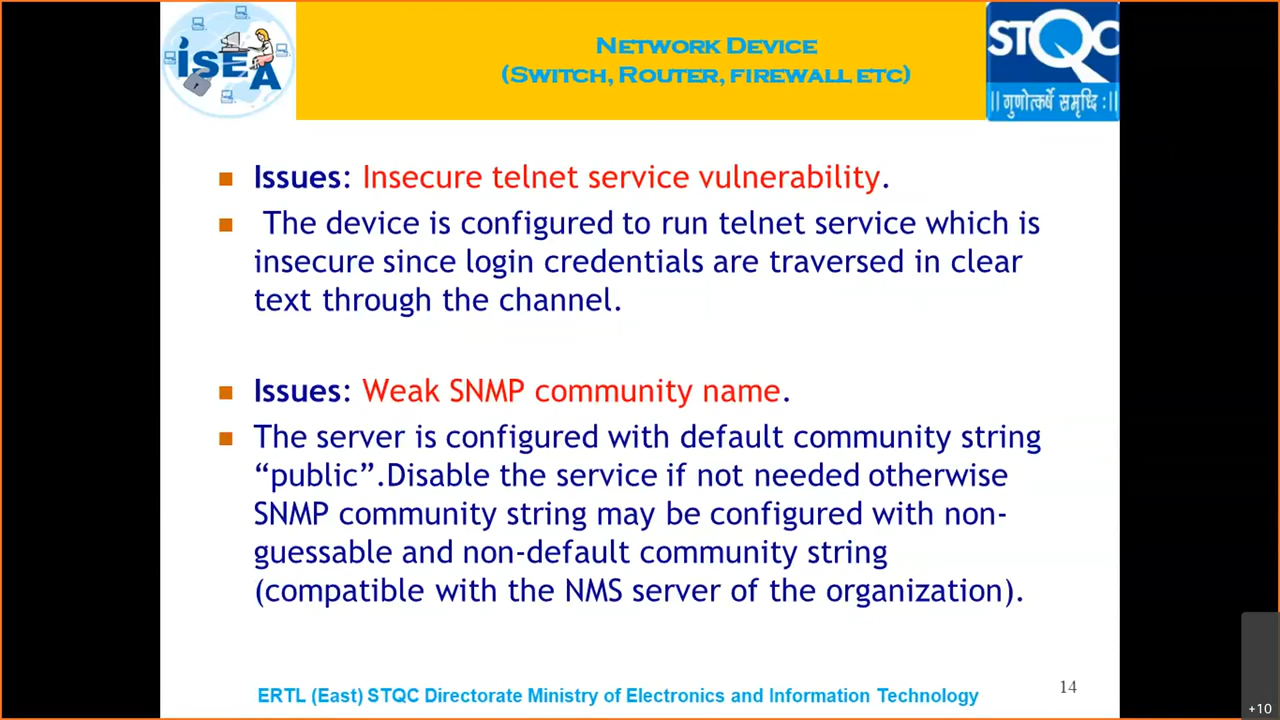 ISEA
NETWORK DEVICE
(SWITCH, ROUTER, FIREWALL ETC)
STQC
॥ गुणोत्कर्षे समृध्दिः॥
■ Issues: Insecure telnet service vulnerability.
■ The device is configured to run telnet service which is
insecure since login credentials are traversed in clear
text through the channel.
■ Issues: Weak SNMP community name.
■ The server is configured with default community string
“public”.Disable the service if not needed otherwise
SNMP community string may be configured with non-
guessable and non-default community string
(compatible with the NMS server of the organization).
ERTL (East) STQC Directorate Ministry of Electronics and Information Technology
14
+10